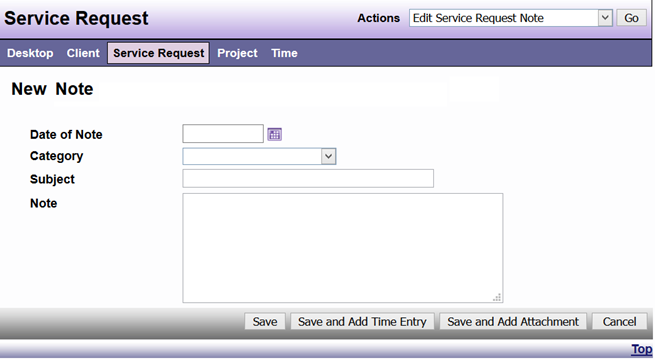 Service Request Actions Edit Service Request Note Go
Desktop Client Service Request Project Time
New Note
Date of Note
Category
Subject
Note
Save Save and Add Time Entry Save and Add Attachment Cancel
Top